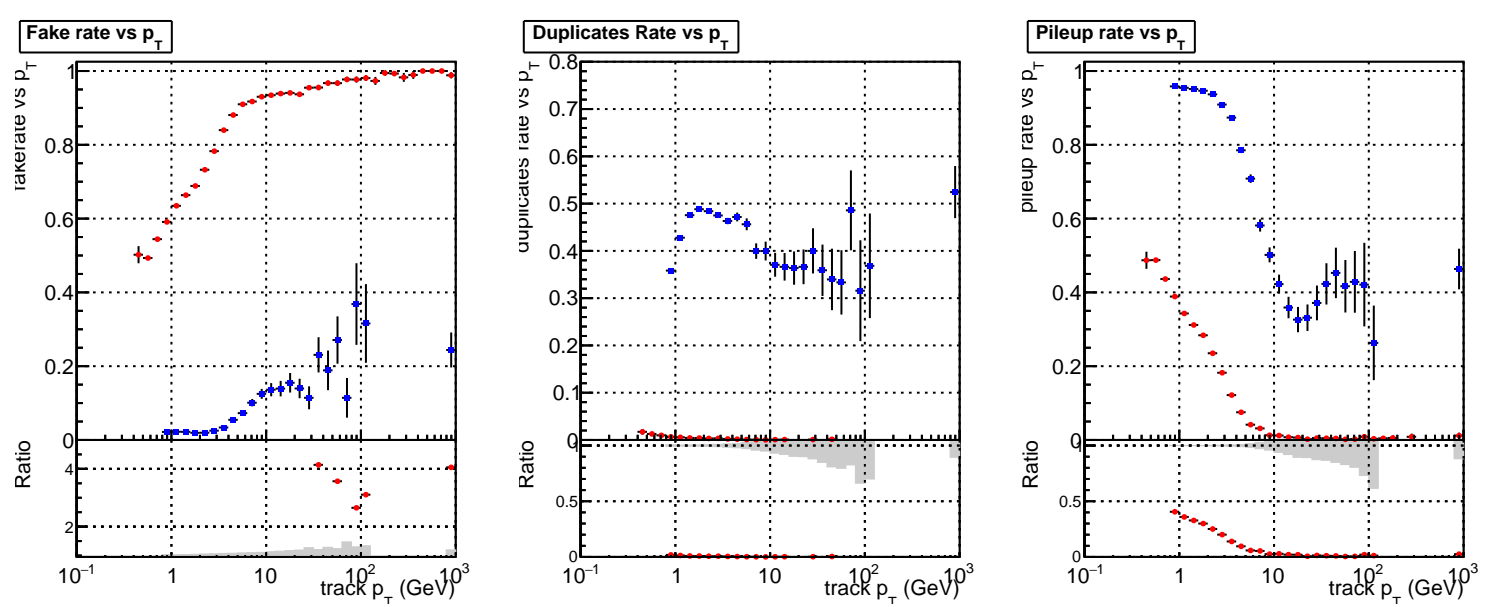 Fake rate vs p_T
fakerate vs p_T
1
0.8
0.6
0.4
0.2
0
Ratio
4
2
10^−1 1 10 10^2 10^3
track p_T (GeV)
Duplicates Rate vs p_T
duplicates rate vs p_T
0.8
0.7
0.6
0.5
0.4
0.3
0.2
0.1
0
Ratio
1
0.5
0
10^−1 1 10 10^2 10^3
track p_T (GeV)
Pileup rate vs p_T
pileup rate vs p_T
1
0.8
0.6
0.4
0.2
0
Ratio
1
0.5
0
10^−1 1 10 10^2 10^3
track p_T (GeV)